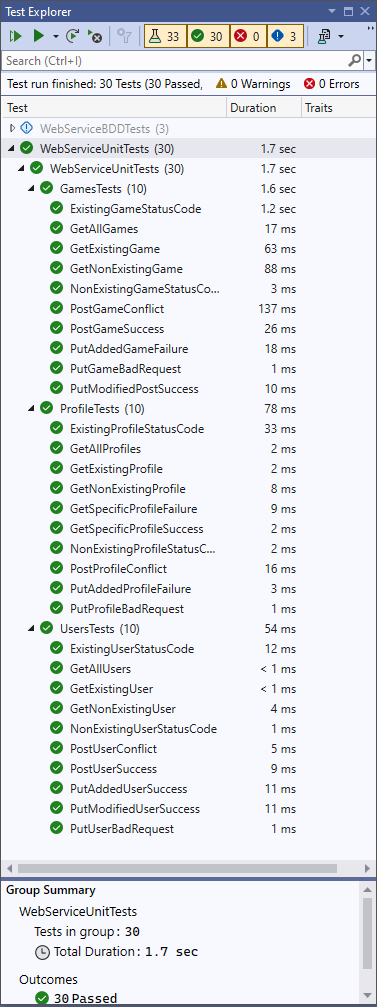 Test Explorer
33 30 0 3
Search (Ctrl+I)
Test run finished: 30 Tests (30 Passed, 0 Warnings 0 Errors
Test Duration Traits
WebServiceBDDTests (3)
WebServiceUnitTests (30) 1.7 sec
WebServiceUnitTests (30) 1.7 sec
GamesTests (10) 1.6 sec
ExistingGameStatusCode 1.2 sec
GetAllGames 17 ms
GetExistingGame 63 ms
GetNonExistingGame 88 ms
NonExistingGameStatusCo... 3 ms
PostGameConflict 137 ms
PostGameSuccess 26 ms
PutAddedGameFailure 18 ms
PutGameBadRequest 1 ms
PutModifiedPostSuccess 10 ms
ProfileTests (10) 78 ms
ExistingProfileStatusCode 33 ms
GetAllProfiles 2 ms
GetExistingProfile 2 ms
GetNonExistingProfile 8 ms
GetSpecificProfileFailure 9 ms
GetSpecificProfileSuccess 2 ms
NonExistingProfileStatusC... 2 ms
PostProfileConflict 16 ms
PutAddedProfileFailure 3 ms
PutProfileBadRequest 1 ms
UsersTests (10) 54 ms
ExistingUserStatusCode 12 ms
GetAllUsers < 1 ms
GetExistingUser < 1 ms
GetNonExistingUser 4 ms
NonExistingUserStatusCode 1 ms
PostUserConflict 5 ms
PostUserSuccess 9 ms
PutAddedUserSuccess 11 ms
PutModifiedUserSuccess 11 ms
PutUserBadRequest 1 ms
Group Summary
WebServiceUnitTests
Tests in group: 30
Total Duration: 1.7 sec
Outcomes
30 Passed